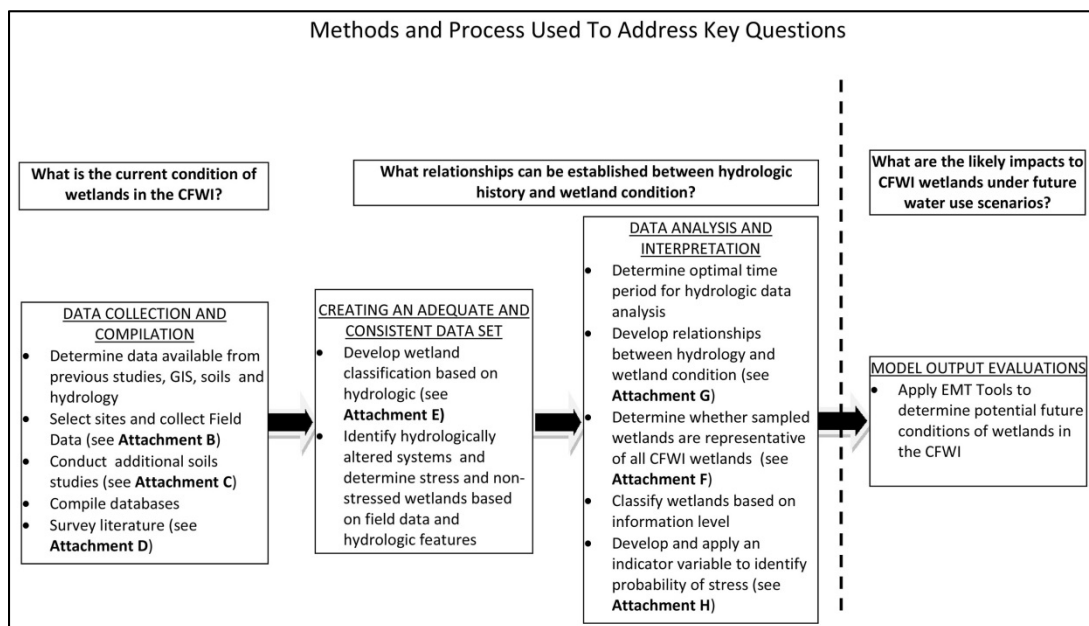 Methods and Process Used To Address Key Questions
What is the current condition of
wetlands in the CFWI?
What relationships can be established between hydrologic
history and wetland condition?
What are the likely impacts to
CFWI wetlands under future
water use scenarios?
DATA COLLECTION AND
COMPILATION
• Determine data available from
previous studies, GIS, soils and
hydrology
• Select sites and collect Field
Data (see Attachment B)
• Conduct additional soils
studies (see Attachment C)
• Compile databases
• Survey literature (see
Attachment D)
CREATING AN ADEQUATE AND
CONSISTENT DATA SET
• Develop wetland
classification based on
hydrologic (see
Attachment E)
• Identify hydrologically
altered systems and
determine stress and non-
stressed wetlands based
on field data and
hydrologic features
DATA ANALYSIS AND
INTERPRETATION
• Determine optimal time
period for hydrologic data
analysis
• Develop relationships
between hydrology and
wetland condition (see
Attachment G)
• Determine whether sampled
wetlands are representative
of all CFWI wetlands (see
Attachment F)
• Classify wetlands based on
information level
• Develop and apply an
indicator variable to identify
probability of stress (see
Attachment H)
MODEL OUTPUT EVALUATIONS
• Apply EMT Tools to
determine potential future
conditions of wetlands in
the CFWI